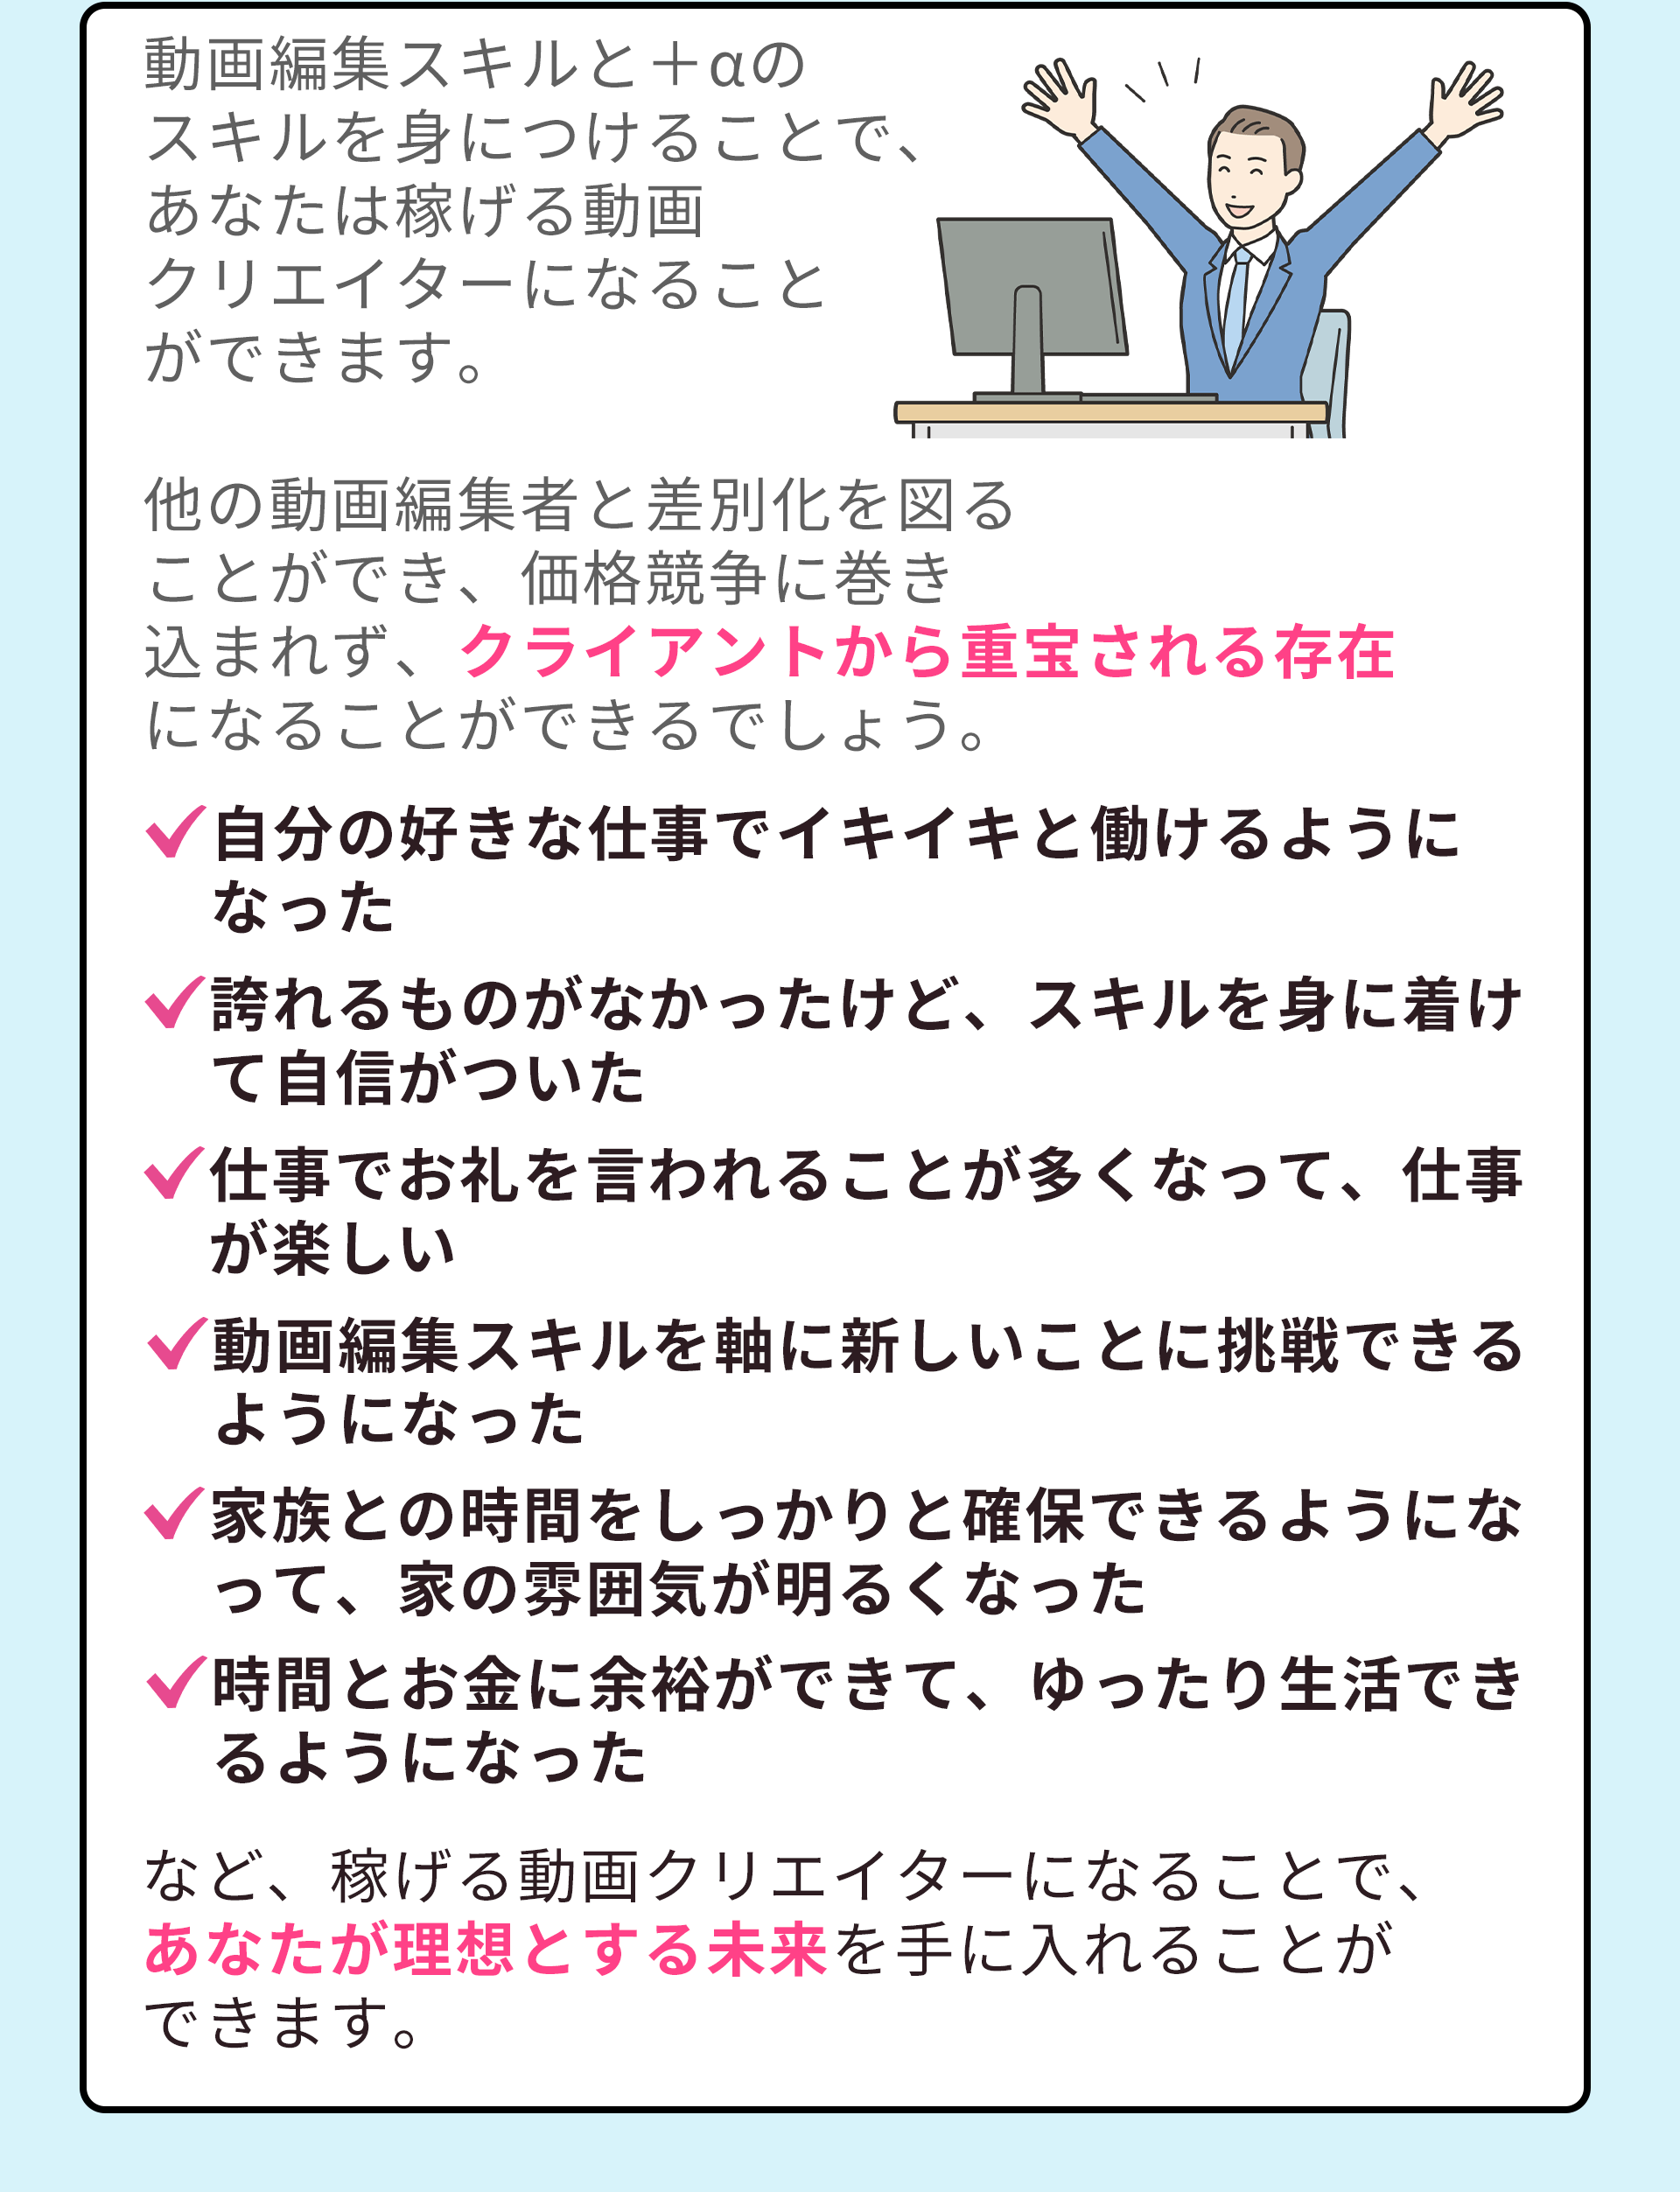 動画編集スキルと＋αの
スキルを身につけることで、
あなたは稼げる動画
クリエイターになること
ができます。
他の動画編集者と差別化を図る
ことができ、価格競争に巻き
込まれず、クライアントから重宝される存在
になることができるでしょう。
自分の好きな仕事でイキイキと働けるように
なった
誇れるものがなかったけど、スキルを身に着け
て自信がついた
仕事でお礼を言われることが多くなって、仕事
が楽しい
動画編集スキルを軸に新しいことに挑戦できる
ようになった
家族との時間をしっかりと確保できるようにな
って、家の雰囲気が明るくなった
時間とお金に余裕ができて、ゆったり生活でき
るようになった
など、稼げる動画クリエイターになることで、
あなたが理想とする未来を手に入れることが
できます。